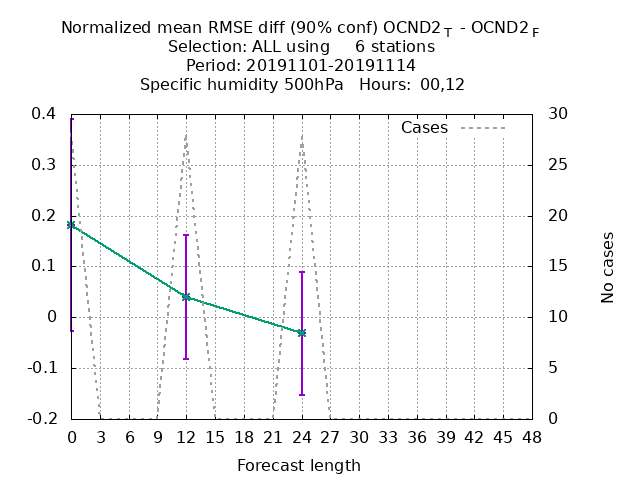 Normalized mean RMSE diff (90% conf) OCND2 T - OCND2 F
Selection: ALL using 6 stations
Period: 20191101-20191114
Specific humidity 500hPa Hours: 00,12
Cases
0.4
0.3
0.2
0.1
0
-0.1
-0.2
30
25
20
15
10
5
0
No cases
0 3 6 9 12 15 18 21 24 27 30 33 36 39 42 45 48
Forecast length